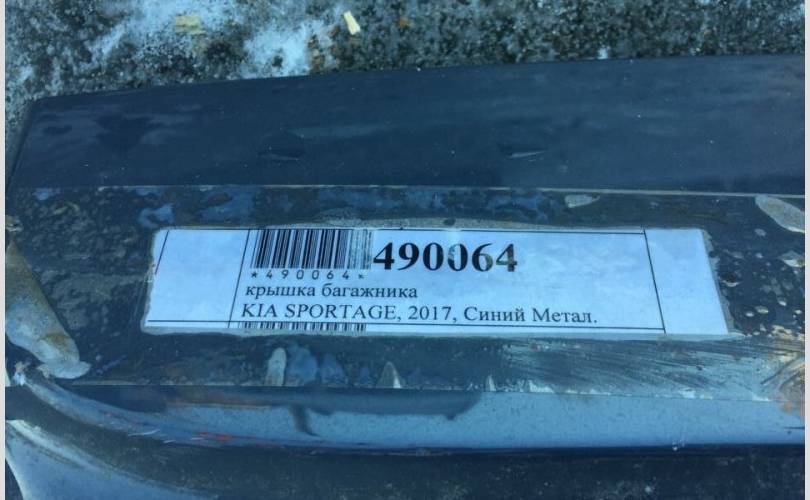 490064
*490064*
крышка багажника
KIA SPORTAGE, 2017, Синий Метал.